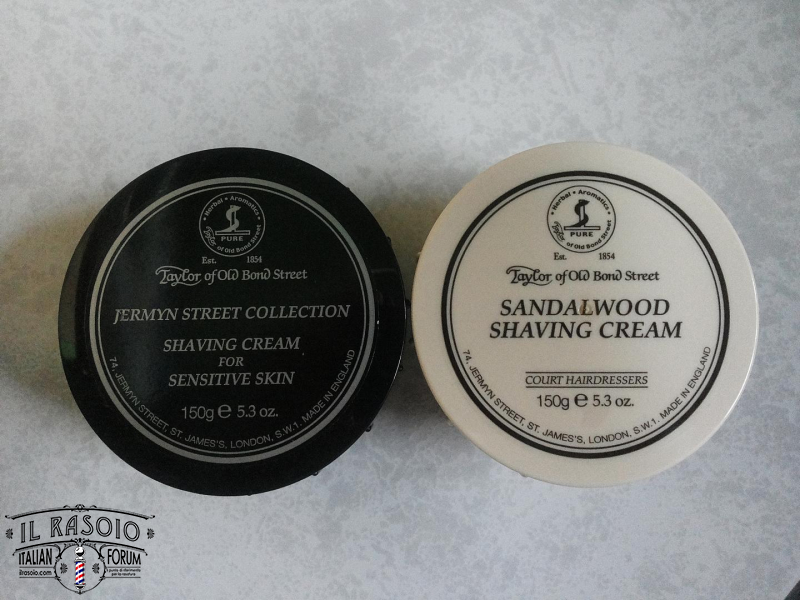 Herbal • Aromatics
PURE
Taylor of Old Bond Street
Est. 1854
Taylor of Old Bond Street
JERMYN STREET COLLECTION
SHAVING CREAM
FOR
SENSITIVE SKIN
150g e 5.3 oz.
74, JERMYN STREET, ST. JAMES'S, LONDON, S.W.1. MADE IN ENGLAND
Herbal • Aromatics
PURE
Taylor of Old Bond Street
Est. 1854
Taylor of Old Bond Street
SANDALWOOD
SHAVING CREAM
COURT HAIRDRESSERS
150g e 5.3 oz.
74, JERMYN STREET, ST. JAMES'S, LONDON, S.W.1. MADE IN ENGLAND
IL RASOIO
ITALIAN FORUM
ilrasoio.com